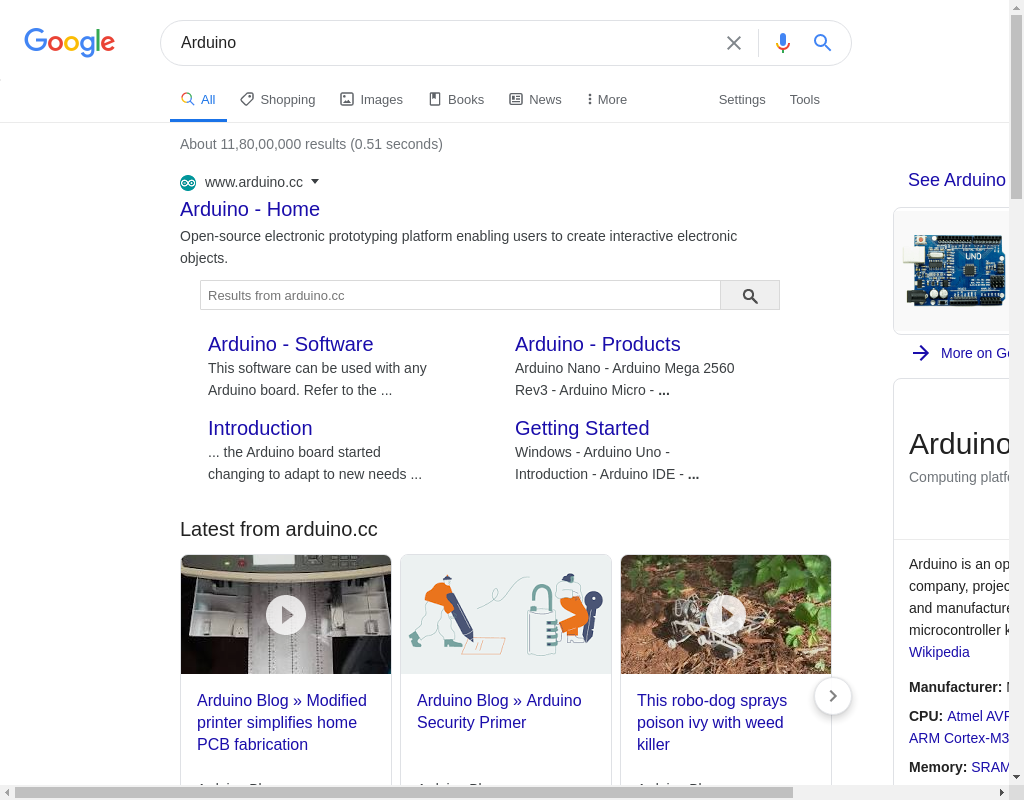 Google
Arduino
All
Shopping
Images
Books
News
More
Settings
Tools
About 11,80,00,000 results (0.51 seconds)
www.arduino.cc
Arduino - Home
Open-source electronic prototyping platform enabling users to create interactive electronic
objects.
Results from arduino.cc
Arduino - Software
This software can be used with any
Arduino board. Refer to the ...
Arduino - Products
Arduino Nano - Arduino Mega 2560
Rev3 - Arduino Micro - ...
Introduction
... the Arduino board started
changing to adapt to new needs ...
Getting Started
Windows - Arduino Uno -
Introduction - Arduino IDE - ...
Latest from arduino.cc
Arduino Blog » Modified
printer simplifies home
PCB fabrication
Arduino Blog » Arduino
Security Primer
This robo-dog sprays
poison ivy with weed
killer
See Arduino
UNO
More on
Arduino
Computing
Arduino is an
company,
and
microcontroller
Wikipedia
Manufacturer:
CPU: Atmel AVR
ARM Cortex-M3
Memory: SRAM